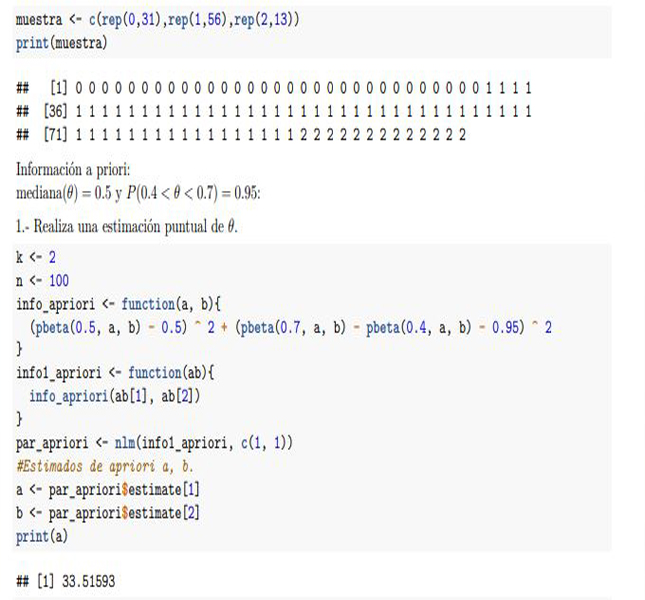 muestra <- c(rep(0,31),rep(1,56),rep(2,13))
print(muestra)
## [1] 0 0 0 0 0 0 0 0 0 0 0 0 0 0 0 0 0 0 0 0 0 0 0 0 0 0 0 0 0 0 0 1 1 1 1
## [36] 1 1 1 1 1 1 1 1 1 1 1 1 1 1 1 1 1 1 1 1 1 1 1 1 1 1 1 1 1 1 1 1 1 1 1
## [71] 1 1 1 1 1 1 1 1 1 1 1 1 1 1 1 1 1 2 2 2 2 2 2 2 2 2 2 2 2 2
Información a priori:
mediana(θ) = 0.5 y P(0.4 < θ < 0.7) = 0.95:
1.- Realiza una estimación puntual de θ.
k <- 2
n <- 100
info_apriori <- function(a, b){
(pbeta(0.5, a, b) - 0.5) ^ 2 + (pbeta(0.7, a, b) - pbeta(0.4, a, b) - 0.95) ^ 2
}
info1_apriori <- function(ab){
info_apriori(ab[1], ab[2])
}
par_apriori <- nlm(info1_apriori, c(1, 1))
#Estimados de apriori a, b.
a <- par_apriori$estimate[1]
b <- par_apriori$estimate[2]
print(a)
## [1] 33.51593